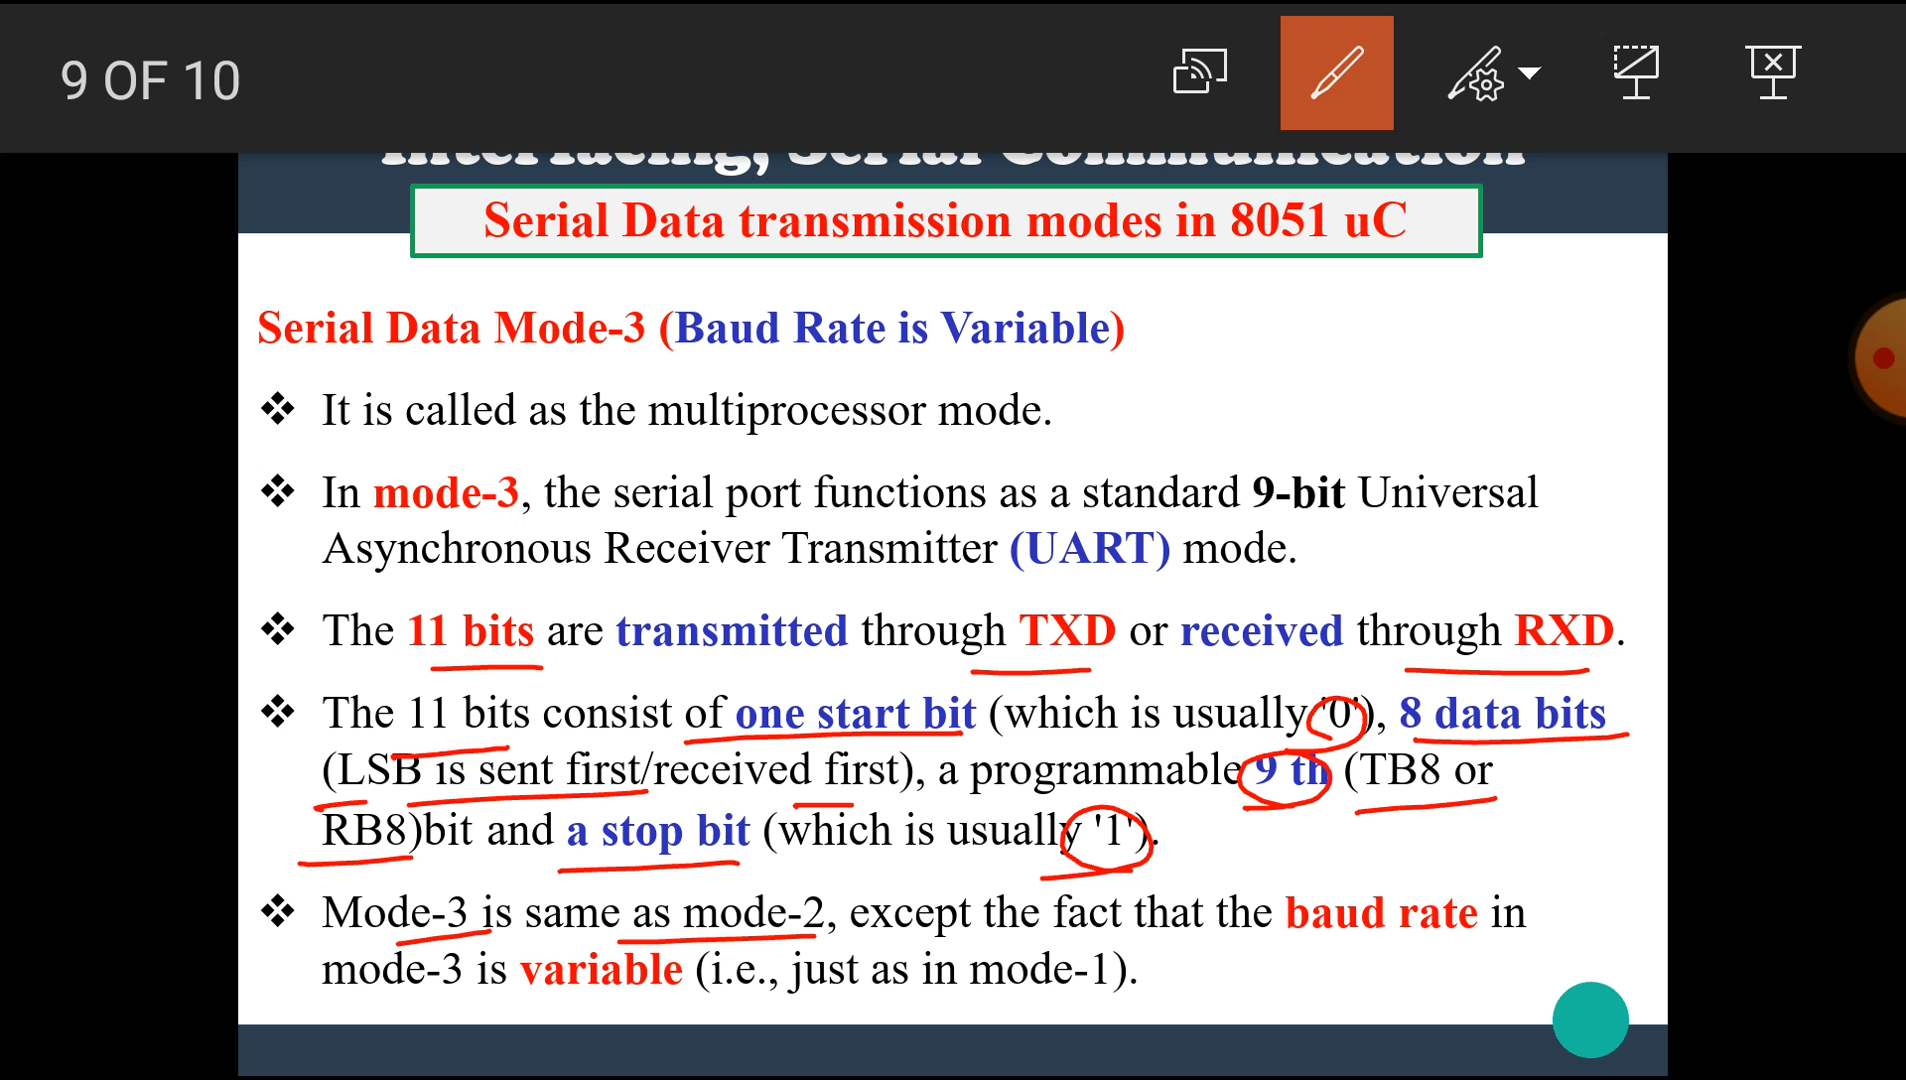 9 OF 10
Interfacing, Serial Communication
Serial Data transmission modes in 8051 uC
Serial Data Mode-3 (Baud Rate is Variable)
❖ It is called as the multiprocessor mode.
❖ In mode-3, the serial port functions as a standard 9-bit Universal
Asynchronous Receiver Transmitter (UART) mode.
❖ The 11 bits are transmitted through TXD or received through RXD.
❖ The 11 bits consist of one start bit (which is usually '0'), 8 data bits
(LSB is sent first/received first), a programmable 9 th (TB8 or
RB8)bit and a stop bit (which is usually '1').
❖ Mode-3 is same as mode-2, except the fact that the baud rate in
mode-3 is variable (i.e., just as in mode-1).